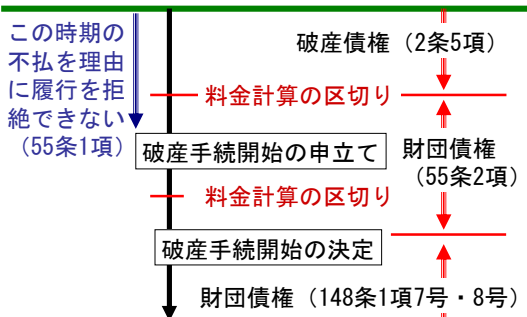 この時期の
不払を理由
に履行を拒
絶できない
（55条1項）
破産債権（2条5項）
料金計算の区切り
破産手続開始の申立て
財団債権
（55条2項）
料金計算の区切り
破産手続開始の決定
財団債権（148条1項7号・8号）